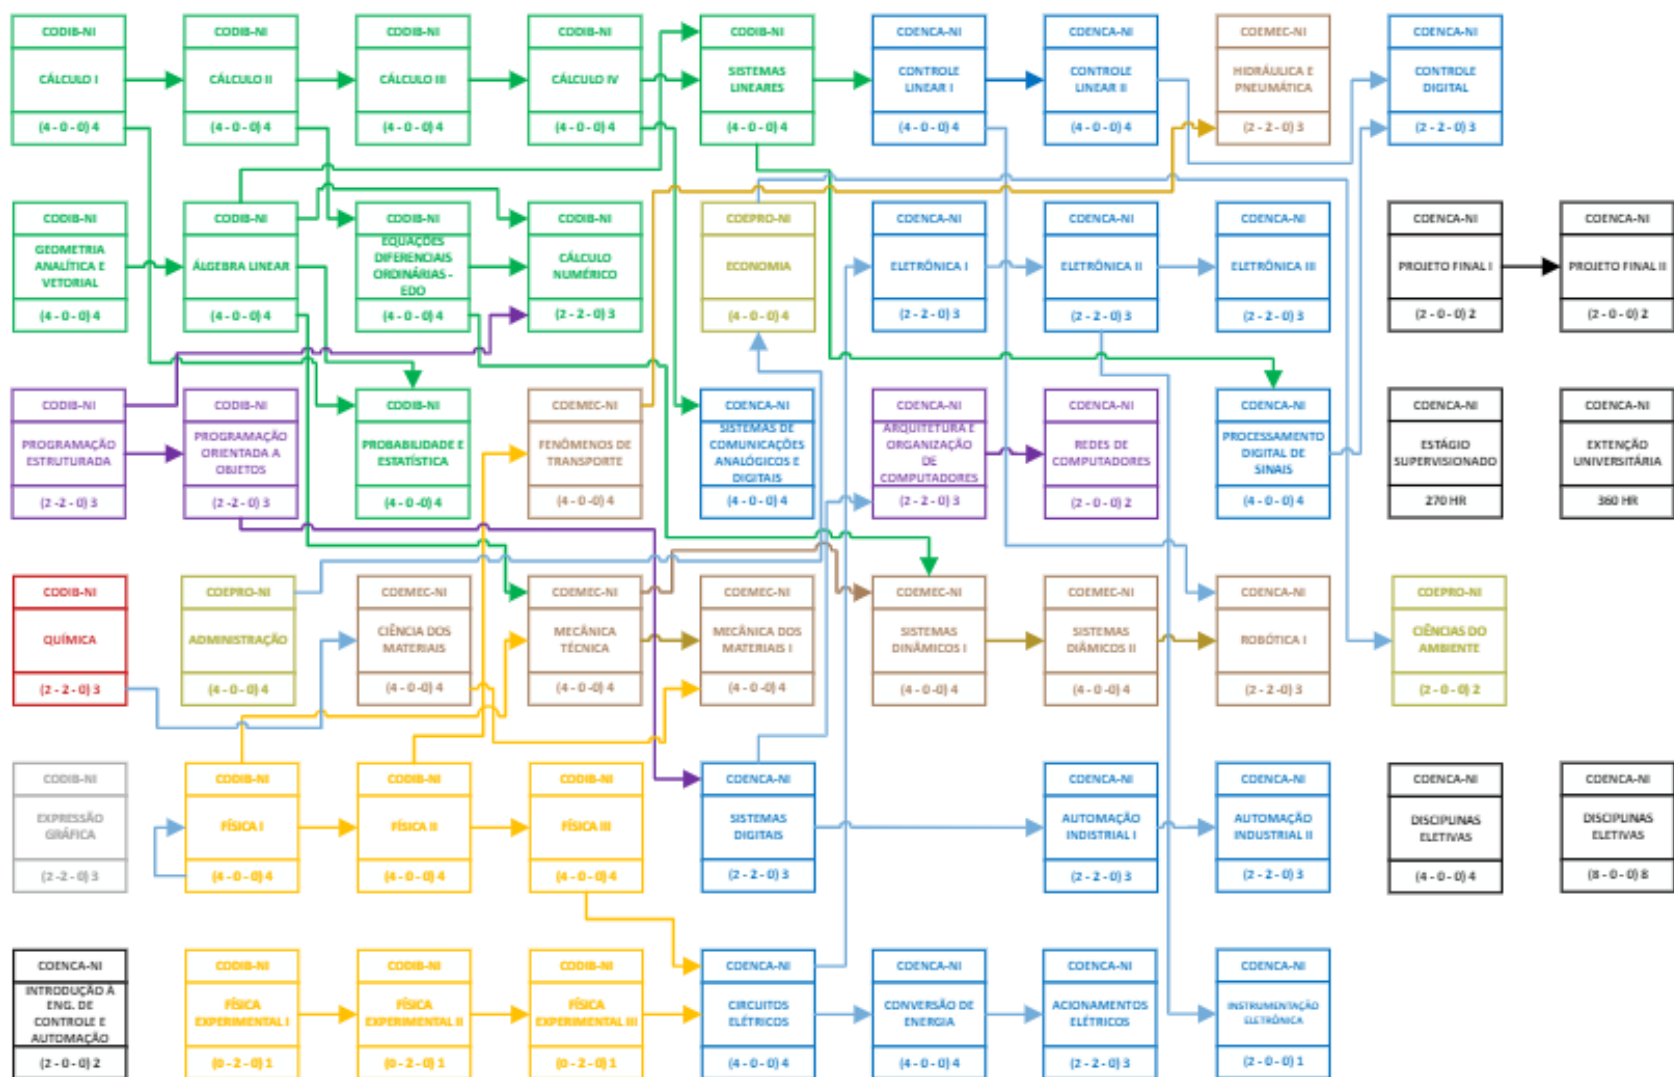 CODIB-NI
CÁLCULO I
(4 - 0 - 0) 4
CODIB-NI
CÁLCULO II
(4 - 0 - 0) 4
CODIB-NI
CÁLCULO III
(4 - 0 - 0) 4
CODIB-NI
CÁLCULO IV
(4 - 0 - 0) 4
CODIB-NI
SISTEMAS
LINEARES
(4 - 0 - 0) 4
COENCA-NI
CONTROLE
LINEAR I
(4 - 0 - 0) 4
COENCA-NI
CONTROLE
LINEAR II
(4 - 0 - 0) 4
COEMEC-NI
HIDRÁULICA E
PNEUMÁTICA
(2 - 2 - 0) 3
COENCA-NI
CONTROLE
DIGITAL
(2 - 2 - 0) 3
CODIB-NI
GEOMETRIA
ANALÍTICA E
VETORIAL
(4 - 0 - 0) 4
CODIB-NI
ÁLGEBRA LINEAR
(4 - 0 - 0) 4
CODIB-NI
EQUAÇÕES
DIFERENCIAIS
ORDINÁRIAS -
EDO
(4 - 0 - 0) 4
CODIB-NI
CÁLCULO
NUMÉRICO
(2 - 2 - 0) 3
COEPRO-NI
ECONOMIA
(4 - 0 - 0) 4
COENCA-NI
ELETRÔNICA I
(2 - 2 - 0) 3
COENCA-NI
ELETRÔNICA II
(2 - 2 - 0) 3
COENCA-NI
ELETRÔNICA III
(2 - 2 - 0) 3
COENCA-NI
PROJETO FINAL I
(2 - 0 - 0) 2
COENCA-NI
PROJETO FINAL II
(2 - 0 - 0) 2
CODIB-NI
PROGRAMAÇÃO
ESTRUTURADA
(2 -2 - 0) 3
CODIB-NI
PROGRAMAÇÃO
ORIENTADA A
OBJETOS
(2 -2 - 0) 3
CODIB-NI
PROBABILIDADE E
ESTATÍSTICA
(4 - 0 -0) 4
COEMEC-NI
FENÔMENOS DE
TRANSPORTE
(4 - 0 -0) 4
COENCA-NI
SISTEMAS DE
COMUNICAÇÕES
ANALÓGICOS E
DIGITAIS
(4 - 0 - 0) 4
COENCA-NI
ARQUITETURA E
ORGANIZAÇÃO
DE
COMPUTADORES
(2 - 2 - 0) 3
COENCA-NI
REDES DE
COMPUTADORES
(2 - 0 - 0) 2
COENCA-NI
PROCESSAMENTO
DIGITAL DE
SINAIS
(4 - 0 - 0) 4
COENCA-NI
ESTÁGIO
SUPERVISIONADO
270 HR
COENCA-NI
EXTENÇÃO
UNIVERSITÁRIA
360 HR
CODIB-NI
QUÍMICA
(2 - 2 - 0) 3
COEPRO-NI
ADMINISTRAÇÃO
(4 - 0 - 0) 4
COEMEC-NI
CIÊNCIA DOS
MATERIAIS
(4 - 0 -0) 4
COEMEC-NI
MECÂNICA
TÉCNICA
(4 - 0 -0) 4
COEMEC-NI
MECÂNICA DOS
MATERIAIS I
(4 - 0 -0) 4
COEMEC-NI
SISTEMAS
DINÂMICOS I
(4 - 0 -0) 4
COEMEC-NI
SISTEMAS
DIÂMICOS II
(4 - 0 -0) 4
COENCA-NI
ROBÓTICA I
(2 - 2 -0) 3
COEPRO-NI
CIÊNCIAS DO
AMBIENTE
(2 - 0 - 0) 2
CODIB-NI
EXPRESSÃO
GRÁFICA
(2 -2 - 0) 3
CODIB-NI
FÍSICA I
(4 - 0 - 0) 4
CODIB-NI
FÍSICA II
(4 - 0 - 0) 4
CODIB-NI
FÍSICA III
(4 - 0 - 0) 4
COENCA-NI
SISTEMAS
DIGITAIS
(2 - 2 - 0) 3
COENCA-NI
AUTOMAÇÃO
INDISTRIAL I
(2 - 2 - 0) 3
COENCA-NI
AUTOMAÇÃO
INDUSTRIAL II
(2 - 2 - 0) 3
COENCA-NI
DISCIPLINAS
ELETIVAS
(4 - 0 - 0) 4
COENCA-NI
DISCIPLINAS
ELETIVAS
(8 - 0 - 0) 8
COENCA-NI
INTRODUÇÃO À
ENG. DE
CONTROLE E
AUTOMAÇÃO
(2 - 0 - 0) 2
CODIB-NI
FÍSICA
EXPERIMENTAL I
(0 - 2 - 0) 1
CODIB-NI
FÍSICA
EXPERIMENTAL II
(0 - 2 - 0) 1
CODIB-NI
FÍSICA
EXPERIMENTAL III
(0 - 2 - 0) 1
COENCA-NI
CIRCUITOS
ELÉTRICOS
(4 - 0 - 0) 4
COENCA-NI
CONVERSÃO DE
ENERGIA
(4 - 0 - 0) 4
COENCA-NI
ACIONAMENTOS
ELÉTRICOS
(2 - 2 - 0) 3
COENCA-NI
INSTRUMENTAÇÃO
ELETRÔNICA
(2 - 0 - 0) 1